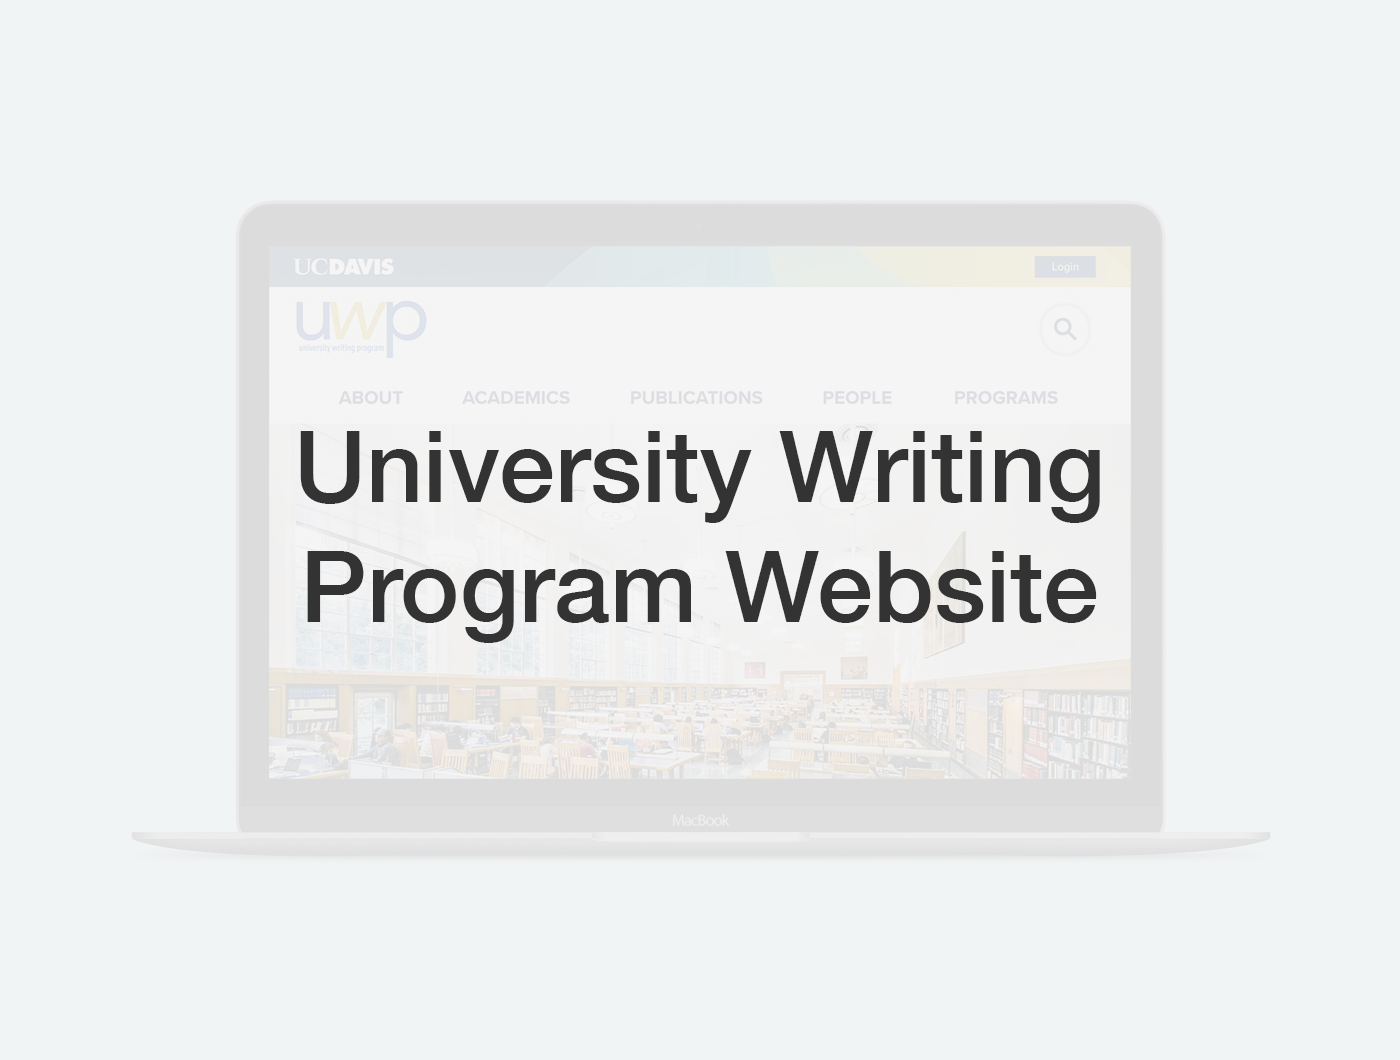 UCDAVIS
Login
uwp
university writing program
ABOUT ACADEMICS PUBLICATIONS PEOPLE PROGRAMS
University Writing
Program Website
MacBook